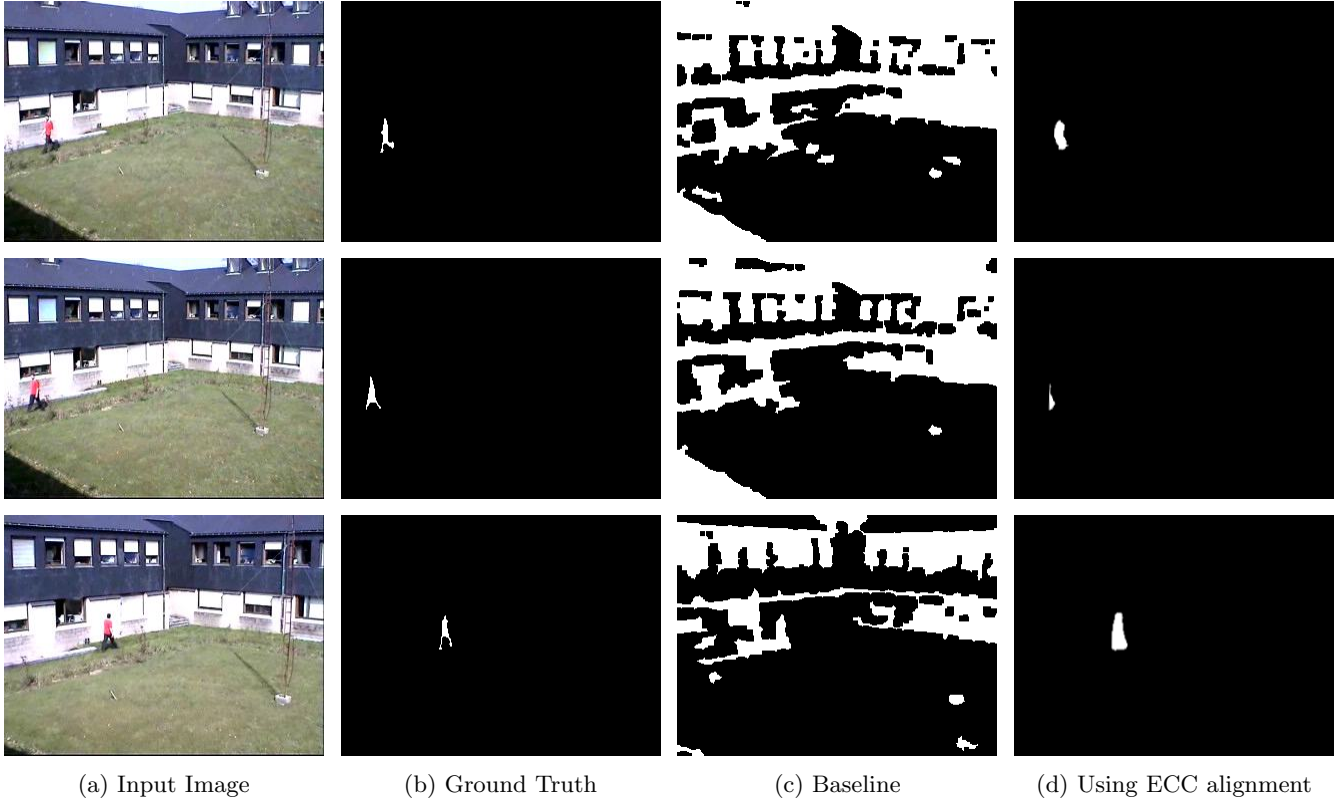 (a) Input Image
(b) Ground Truth
(c) Baseline
(d) Using ECC alignment